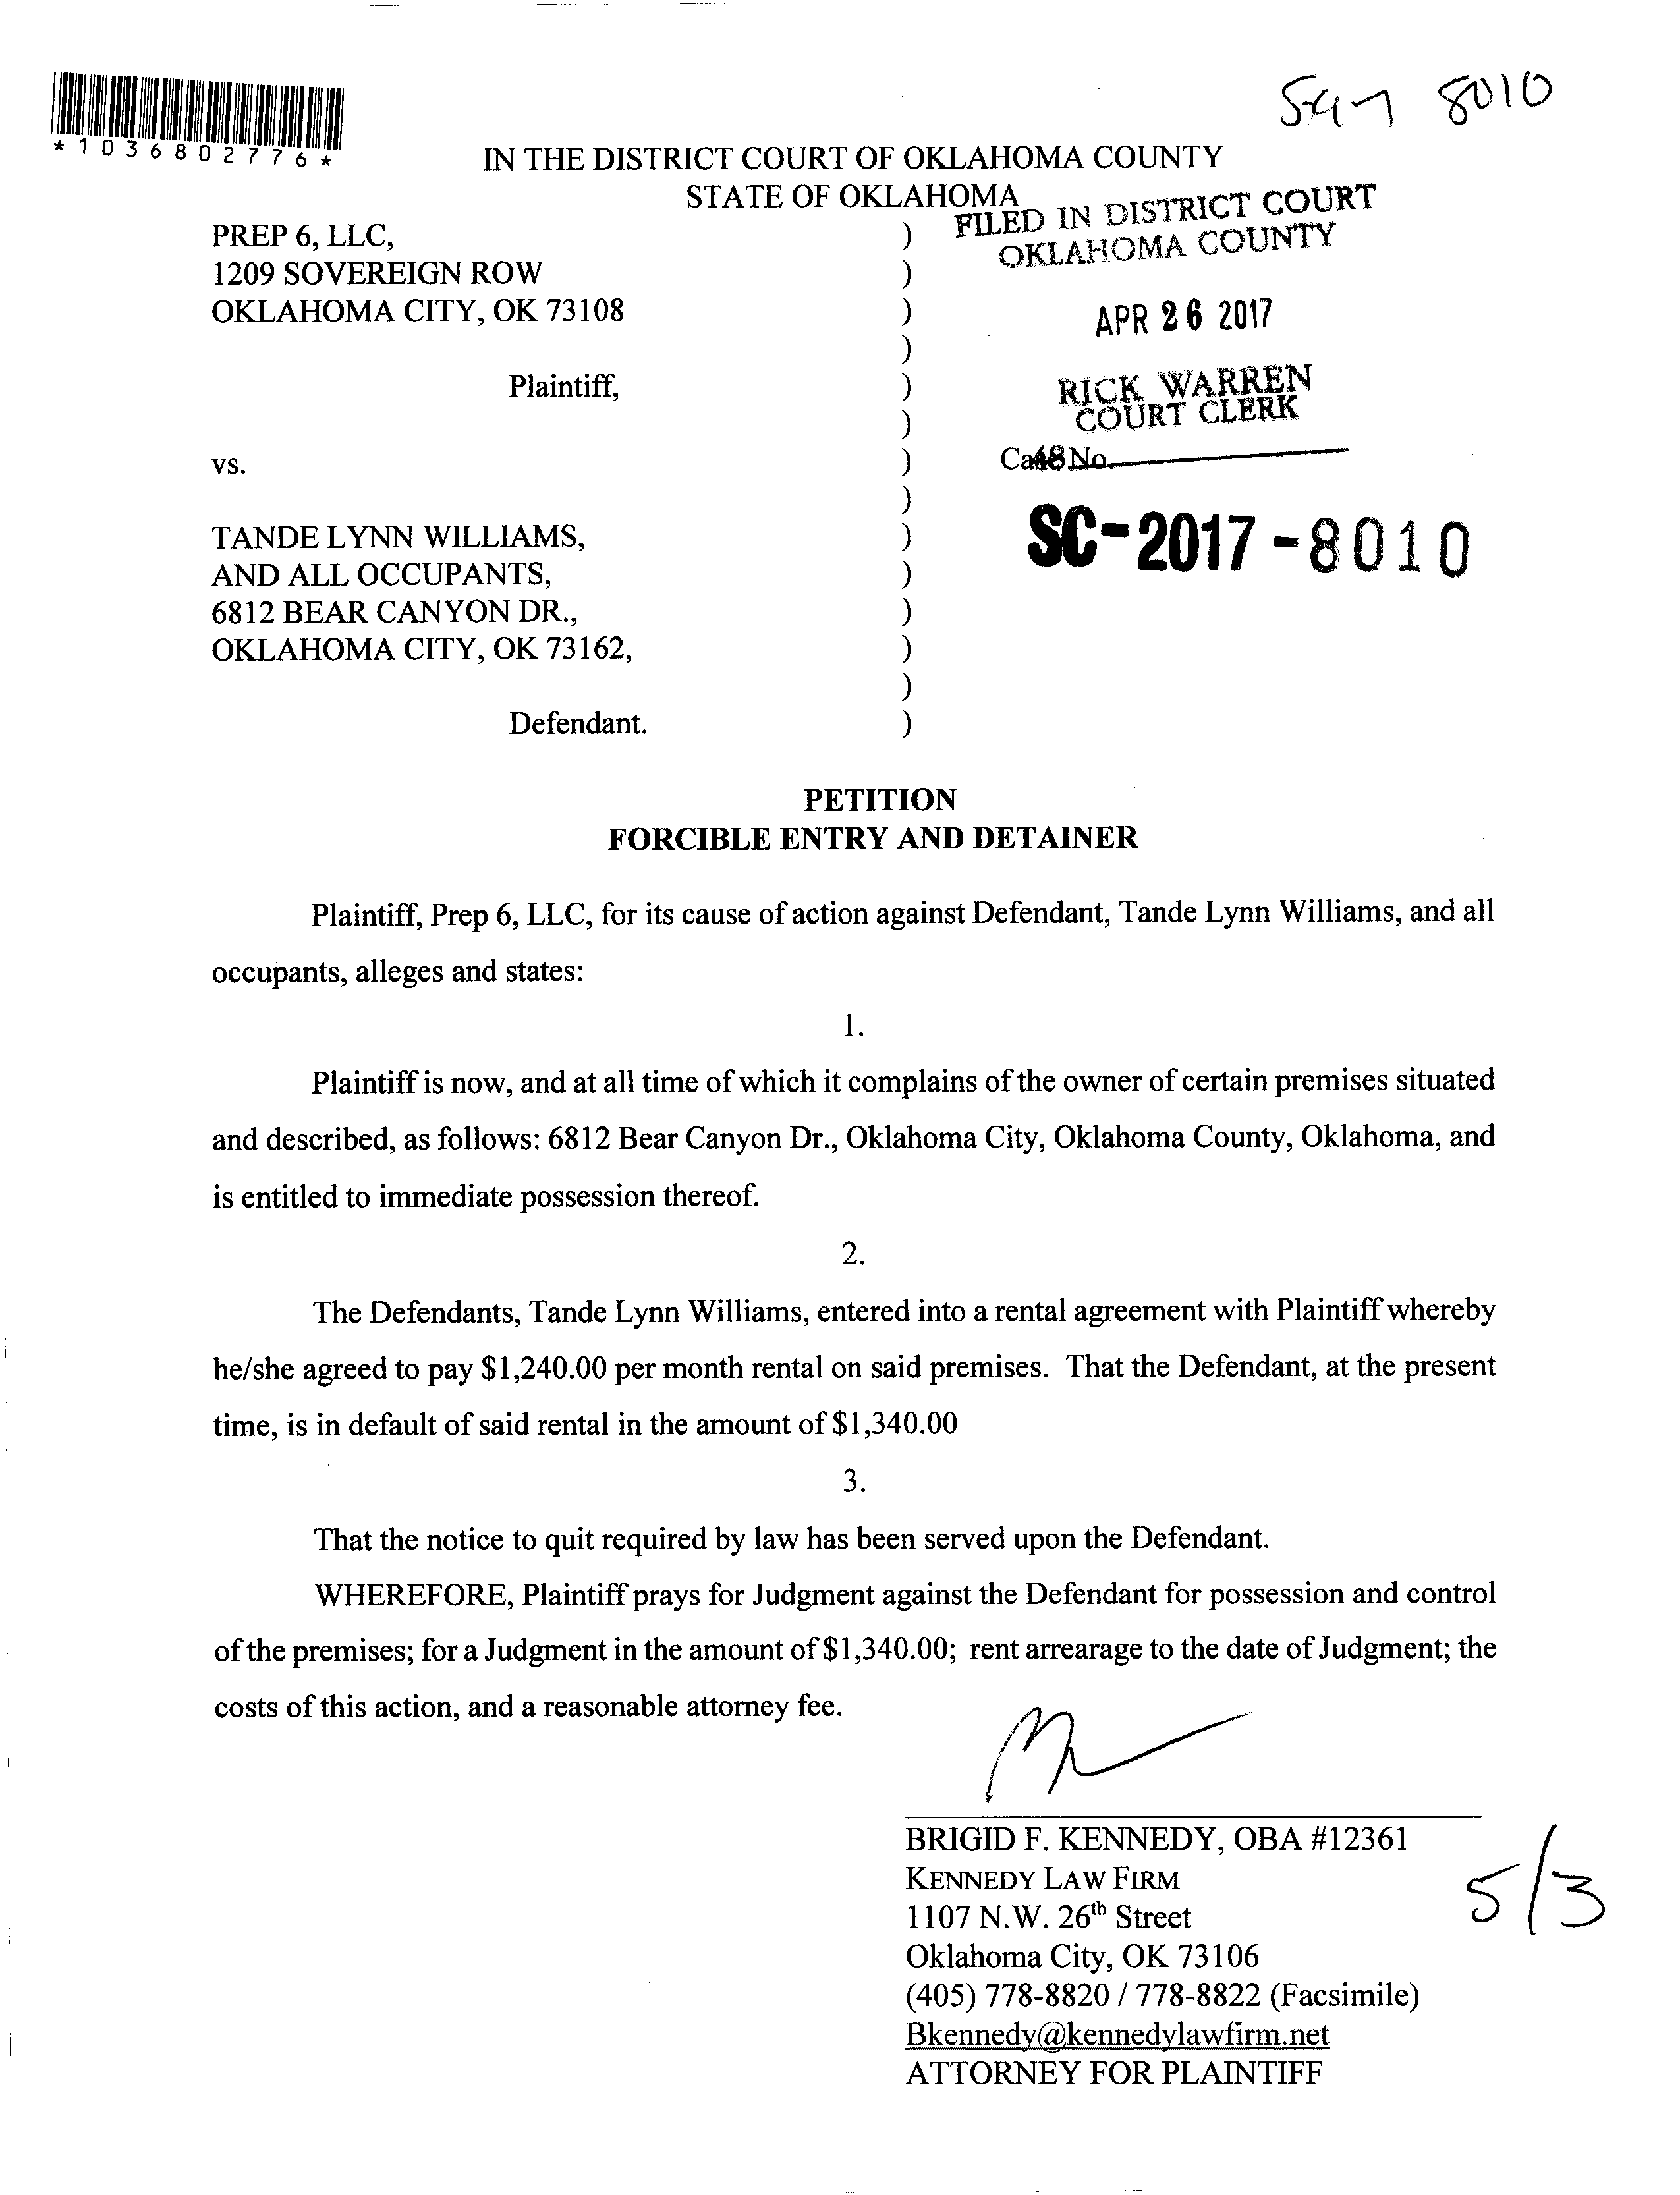 8010
*1036802776*
IN THE DISTRICT COURT OF OKLAHOMA COUNTY
STATE OF OKLAHOMA
FILED IN DISTRICT COURT
OKLAHOMA COUNTY
APR 26 2017
RICK WARREN
COURT CLERK
48
Case No.
SC-2017-8010
PREP 6, LLC, )
1209 SOVEREIGN ROW )
OKLAHOMA CITY, OK 73108 )
)
Plaintiff, )
)
vs. )
)
TANDE LYNN WILLIAMS, )
AND ALL OCCUPANTS, )
6812 BEAR CANYON DR., )
OKLAHOMA CITY, OK 73162, )
)
Defendant. )
PETITION
FORCIBLE ENTRY AND DETAINER
Plaintiff, Prep 6, LLC, for its cause of action against Defendant, Tande Lynn Williams, and all
occupants, alleges and states:
1.
Plaintiff is now, and at all time of which it complains of the owner of certain premises situated
and described, as follows: 6812 Bear Canyon Dr., Oklahoma City, Oklahoma County, Oklahoma, and
is entitled to immediate possession thereof.
2.
The Defendants, Tande Lynn Williams, entered into a rental agreement with Plaintiff whereby
he/she agreed to pay $1,240.00 per month rental on said premises. That the Defendant, at the present
time, is in default of said rental in the amount of $1,340.00
3.
That the notice to quit required by law has been served upon the Defendant.
WHEREFORE, Plaintiff prays for Judgment against the Defendant for possession and control
of the premises; for a Judgment in the amount of $1,340.00; rent arrearage to the date of Judgment; the
costs of this action, and a reasonable attorney fee.
BRIGID F. KENNEDY, OBA #12361
KENNEDY LAW FIRM
1107 N.W. 26th Street
Oklahoma City, OK 73106
(405) 778-8820 / 778-8822 (Facsimile)
Bkennedy@kennedylawfirm.net
ATTORNEY FOR PLAINTIFF
5/3